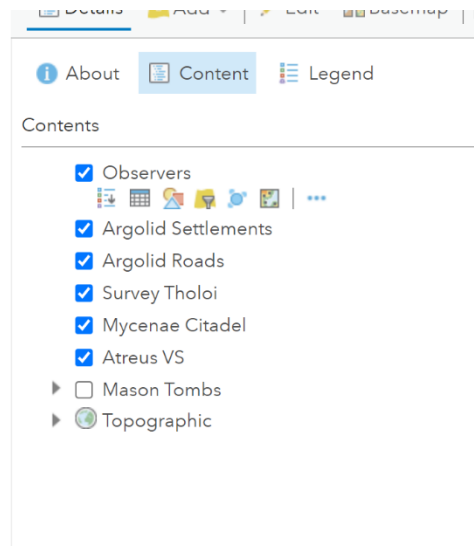 Details Add Edit Basemap
About Content Legend
Contents
Observers
Argolid Settlements
Argolid Roads
Survey Tholoi
Mycenae Citadel
Atreus VS
Mason Tombs
Topographic